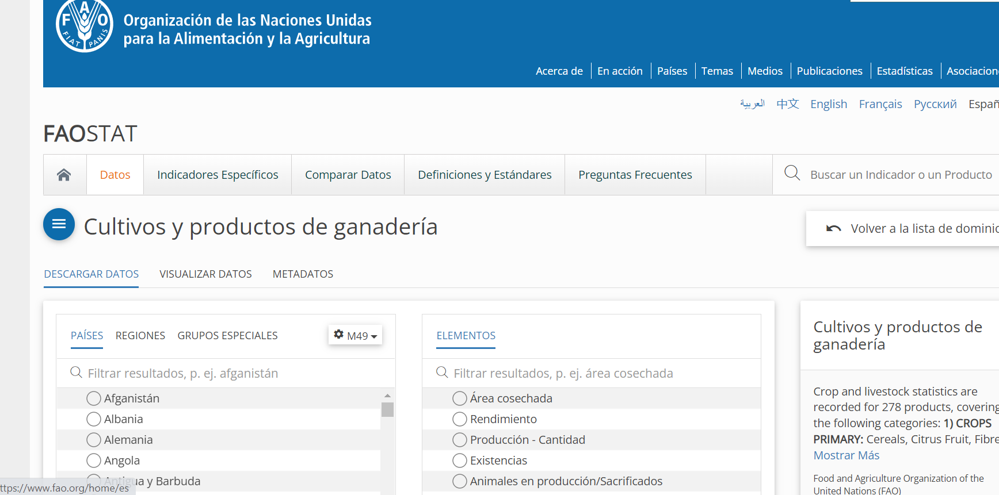 FAO
FIAT PANIS
Organización de las Naciones Unidas
para la Alimentación y la Agricultura
Acerca de
En acción
Países
Temas
Medios
Publicaciones
Estadísticas
Asociacion
العربية
中文
English
Français
Русский
Españ
FAOSTAT
Datos
Indicadores Específicos
Comparar Datos
Definiciones y Estándares
Preguntas Frecuentes
Buscar un Indicador o un Producto
Cultivos y productos de ganadería
Volver a la lista de dominic
DESCARGAR DATOS
VISUALIZAR DATOS
METADATOS
PAÍSES
REGIONES
GRUPOS ESPECIALES
M49
Filtrar resultados, p. ej. afganistán
Afganistán
Albania
Alemania
Angola
Antigua y Barbuda
ttps://www.fao.org/home/es
ELEMENTOS
Filtrar resultados, p. ej. área cosechada
Área cosechada
Rendimiento
Producción - Cantidad
Existencias
Animales en producción/Sacrificados
Cultivos y productos de
ganadería
Crop and livestock statistics are
recorded for 278 products, covering
the following categories: 1) CROPS
PRIMARY: Cereals, Citrus Fruit, Fibre
Mostrar Más
Food and Agriculture Organization of the
United Nations (FAO)